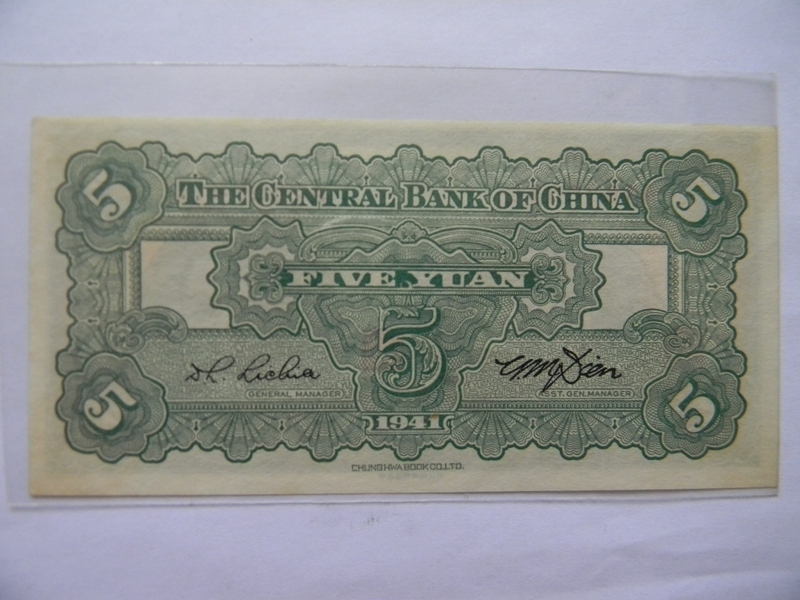 5 THE CENTRAL BANK OF CHINA 5
FIVE YUAN
5
GENERAL MANAGER
ASST. GEN. MANAGER
5 1941 5
CHUNG HWA BOOK CO. LTD.